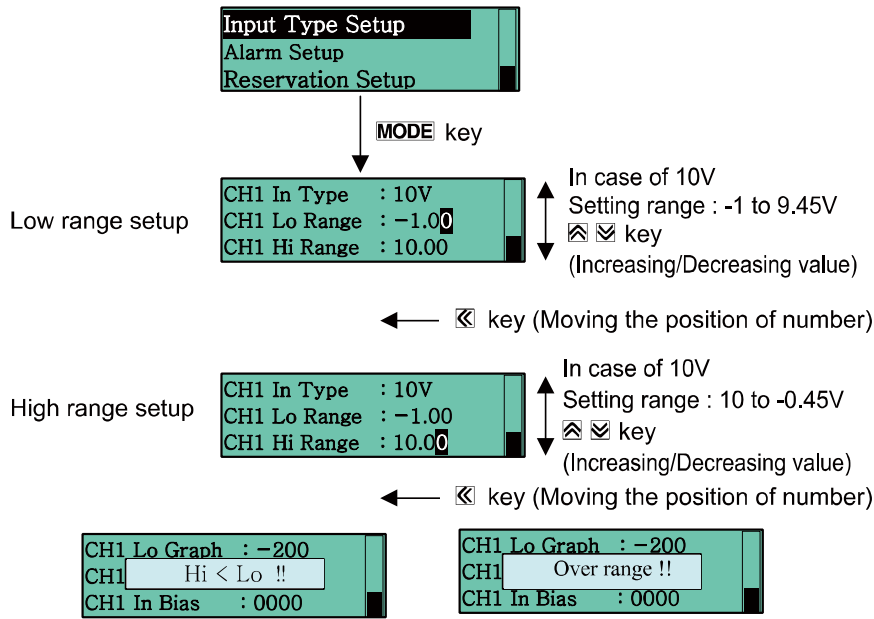 Input Type Setup
Alarm Setup
Reservation Setup
MODE key
Low range setup
CH1 In Type : 10V
CH1 Lo Range : −1.00
CH1 Hi Range : 10.00
In case of 10V
Setting range : -1 to 9.45V
key
(Increasing/Decreasing value)
key (Moving the position of number)
High range setup
CH1 In Type : 10V
CH1 Lo Range : −1.00
CH1 Hi Range : 10.00
In case of 10V
Setting range : 10 to -0.45V
key
(Increasing/Decreasing value)
key (Moving the position of number)
CH1 Lo Graph : −200
CH1 Hi < Lo !!
CH1 In Bias : 0000
CH1 Lo Graph : −200
CH1 Over range !!
CH1 In Bias : 0000